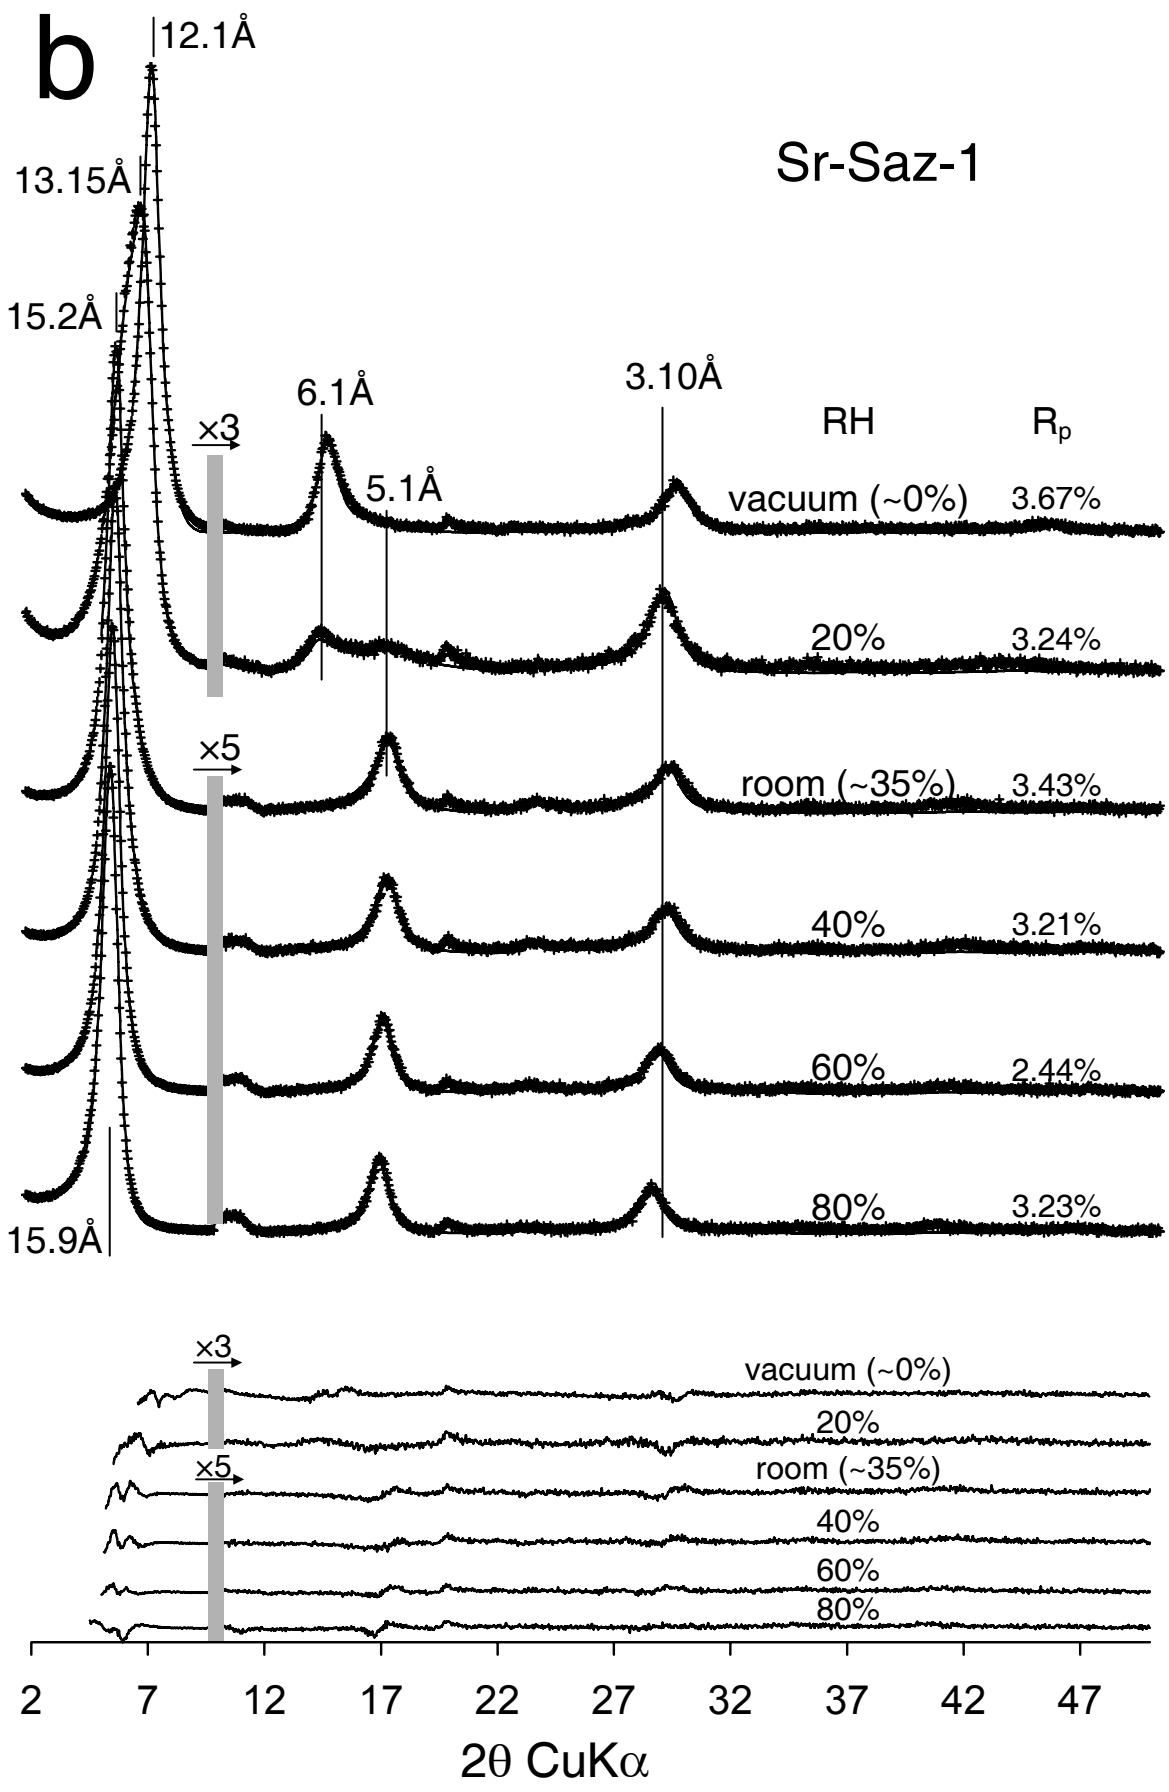 b
12.1Å
13.15Å
Sr-Saz-1
15.2Å
3.10Å
6.1Å
×3
RH
Rp
5.1Å
vacuum (~0%)
3.67%
20%
3.24%
×5
room (~35%)
3.43%
40%
3.21%
60%
2.44%
80%
3.23%
15.9Å
×3
vacuum (~0%)
20%
×5
room (~35%)
40%
60%
80%
2 7 12 17 22 27 32 37 42 47
2θ CuKα